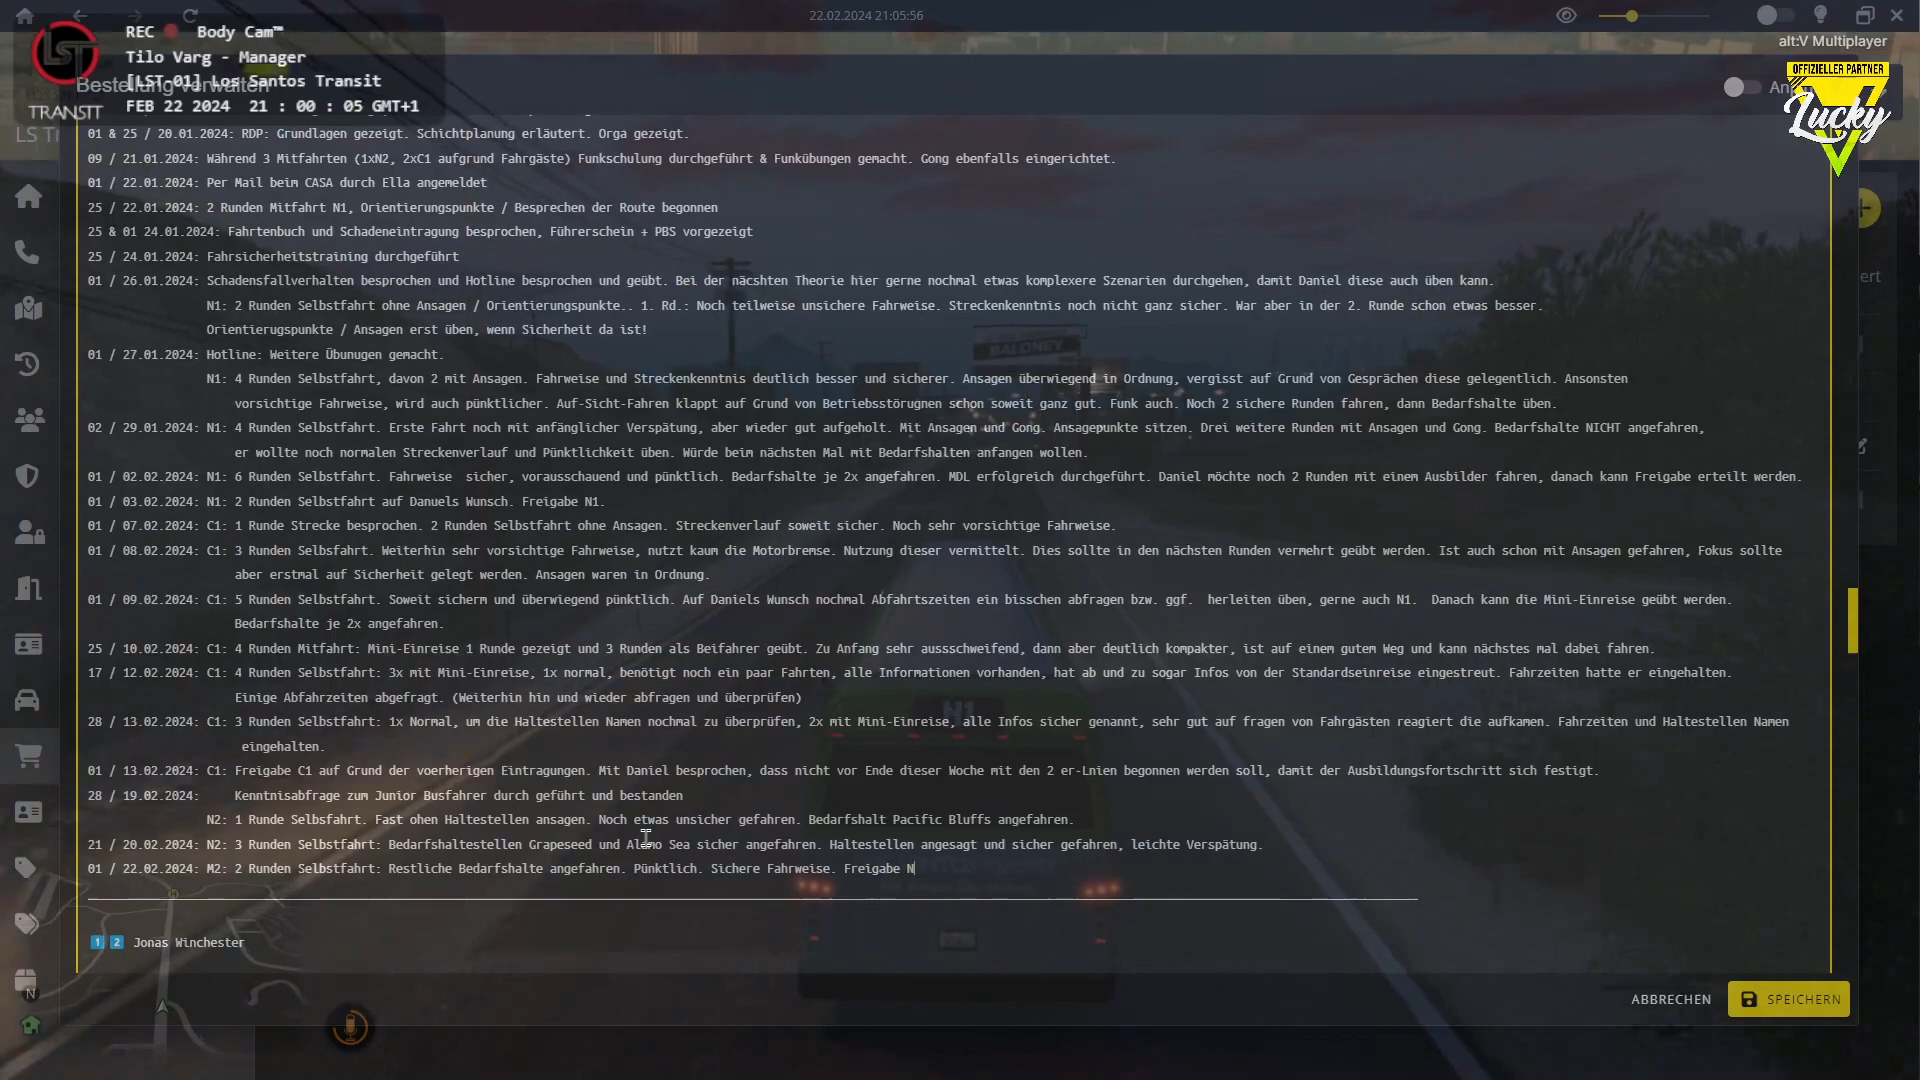 22.02.2024 21:05:56
REC Body Cam™
Tilo Varg - Manager
[LST-01] Los Santos Transit
FEB 22 2024 21 : 00 : 05 GMT+1
LST
TRANSIT
Bestellung verwalten
alt:V Multiplayer
OFFIZIELLER PARTNER
Lucky
01 & 25 / 20.01.2024: RDP: Grundlagen gezeigt. Schichtplanung erläutert. Orga gezeigt.
09 / 21.01.2024: Während 3 Mitfahrten (1xN2, 2xC1 aufgrund Fahrgäste) Funkschulung durchgeführt & Funkübungen gemacht. Gong ebenfalls eingerichtet.
01 / 22.01.2024: Per Mail beim CASA durch Ella angemeldet
25 / 22.01.2024: 2 Runden Mitfahrt N1, Orientierungspunkte / Besprechen der Route begonnen
25 & 01 24.01.2024: Fahrtenbuch und Schadeneintragung besprochen, Führerschein + PBS vorgezeigt
25 / 24.01.2024: Fahrsicherheitstraining durchgeführt
01 / 26.01.2024: Schadensfallverhalten besprochen und Hotline besprochen und geübt. Bei der näcshten Theorie hier gerne nochmal etwas komplexere Szenarien durchgehen, damit Daniel diese auch üben kann.
N1: 2 Runden Selbstfahrt ohne Ansagen / Orientierungspunkte.. 1. Rd.: Noch teilweise unsichere Fahrweise. Streckenkenntnis noch nicht ganz sicher. War aber in der 2. Runde schon etwas besser.
Orientierugspunkte / Ansagen erst üben, wenn Sicherheit da ist!
01 / 27.01.2024: Hotline: Weitere Übunugen gemacht.
N1: 4 Runden Selbstfahrt, davon 2 mit Ansagen. Fahrweise und Streckenkenntnis deutlich besser und sicherer. Ansagen überwiegend in Ordnung, vergisst auf Grund von Gesprächen diese gelegentlich. Ansonsten
vorsichtige Fahrweise, wird auch pünktlicher. Auf-Sicht-Fahren klappt auf Grund von Betriebsstörugnen schon soweit ganz gut. Funk auch. Noch 2 sichere Runden fahren, dann Bedarfshalte üben.
02 / 29.01.2024: N1: 4 Runden Selbstfahrt. Erste Fahrt noch mit anfänglicher Verspätung, aber wieder gut aufgeholt. Mit Ansagen und Gong. Ansagepunkte sitzen. Drei weitere Runden mit Ansagen und Gong. Bedarfshalte NICHT angefahren,
er wollte noch normalen Streckenverlauf und Pünktlichkeit üben. Würde beim nächsten Mal mit Bedarfshalten anfangen wollen.
01 / 02.02.2024: N1: 6 Runden Selbstfahrt. Fahrweise  sicher, vorausschauend und pünktlich. Bedarfshalte je 2x angefahren. MDL erfolgreich durchgeführt. Daniel möchte noch 2 Runden mit einem Ausbilder fahren, danach kann Freigabe erteilt werden.
01 / 03.02.2024: N1: 2 Runden Selbstfahrt auf Danuels Wunsch. Freigabe N1.
01 / 07.02.2024: C1: 1 Runde Strecke besprochen. 2 Runden Selbstfahrt ohne Ansagen. Streckenverlauf soweit sicher. Noch sehr vorsichtige Fahrweise.
01 / 08.02.2024: C1: 3 Runden Selbsfahrt. Weiterhin sehr vorsichtige Fahrweise, nutzt kaum die Motorbremse. Nutzung dieser vermittelt. Dies sollte in den nächsten Runden vermehrt geübt werden. Ist auch schon mit Ansagen gefahren, Fokus sollte
aber erstmal auf Sicherheit gelegt werden. Ansagen waren in Ordnung.
01 / 09.02.2024: C1: 5 Runden Selbstfahrt. Soweit sicherm und überwiegend pünktlich. Auf Daniels Wunsch nochmal Abfahrtszeiten ein bisschen abfragen bzw. ggf.  herleiten üben, gerne auch N1.  Danach kann die Mini-Einreise geübt werden.
Bedarfshalte je 2x angefahren.
25 / 10.02.2024: C1: 4 Runden Mitfahrt: Mini-Einreise 1 Runde gezeigt und 3 Runden als Beifahrer geübt. Zu Anfang sehr aussschweifend, dann aber deutlich kompakter, ist auf einem gutem Weg und kann nächstes mal dabei fahren.
17 / 12.02.2024: C1: 4 Runden Selbstfahrt: 3x mit Mini-Einreise, 1x normal, benötigt noch ein paar Fahrten, alle Informationen vorhanden, hat ab und zu sogar Infos von der Standardseinreise eingestreut. Fahrzeiten hatte er eingehalten.
Einige Abfahrzeiten abgefragt. (Weiterhin hin und wieder abfragen und überprüfen)
28 / 13.02.2024: C1: 3 Runden Selbstfahrt: 1x Normal, um die Haltestellen Namen nochmal zu überprüfen, 2x mit Mini-Einreise, alle Infos sicher genannt, sehr gut auf fragen von Fahrgästen reagiert die aufkamen. Fahrzeiten und Haltestellen Namen
eingehalten.
01 / 13.02.2024: C1: Freigabe C1 auf Grund der voerherigen Eintragungen. Mit Daniel besprochen, dass nicht vor Ende dieser Woche mit den 2 er-Lnien begonnen werden soll, damit der Ausbildungsfortschritt sich festigt.
28 / 19.02.2024: Kenntnisabfrage zum Junior Busfahrer durch geführt und bestanden
N2: 1 Runde Selbsfahrt. Fast ohen Haltestellen ansagen. Noch etwas unsicher gefahren. Bedarfshalt Pacific Bluffs angefahren.
21 / 20.02.2024: N2: 3 Runden Selbsfahrt: Bedarfshaltestellen Grapeseed und Alamo Sea sicher angefahren. Haltestellen angesagt und sicher gefahren, leichte Verspätung.
01 / 22.02.2024: M2: 2 Runden Selbstfahrt: Restliche Bedarfshalte angefahren. Pünktlich. Sichere Fahrweise. Freigabe N
1 2 Jonas Winchester
ABBRECHEN
SPEICHERN
BALONEY
N1
N